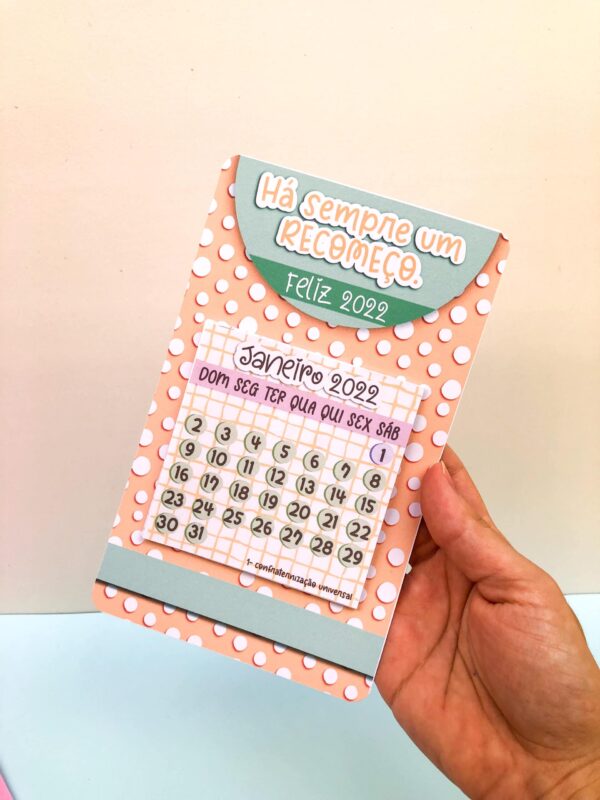 Há sempre um
RECOMEÇO.
Feliz 2022
Janeiro 2022
DOM SEG TER QUA QUI SEX SÁB
1
2 3 4 5 6 7 8
9 10 11 12 13 14 15
16 17 18 19 20 21 22
23 24 25 26 27 28 29
30 31
1- confraternização universal